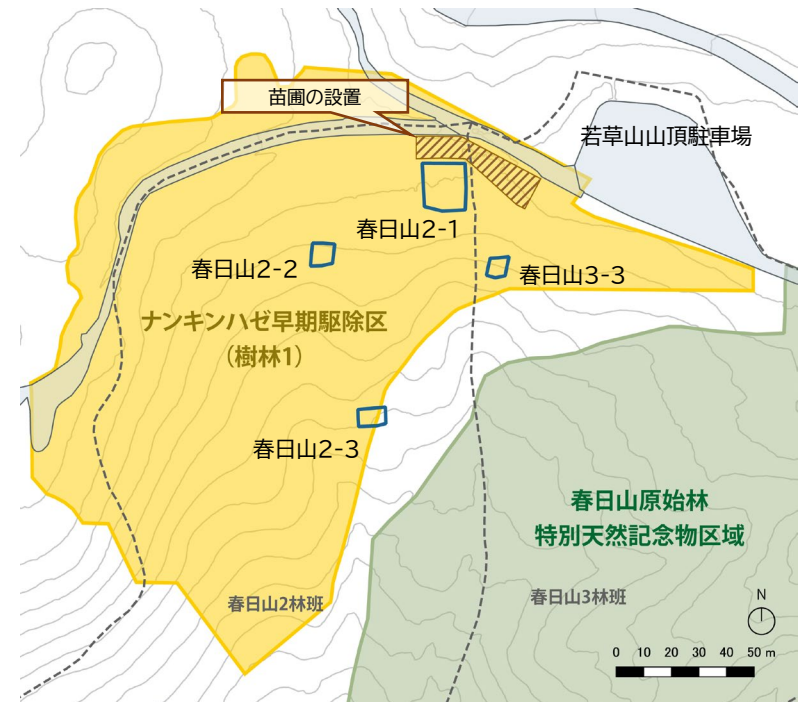 苗圃の設置
若草山山頂駐車場
春日山2-1
春日山2-2
春日山3-3
ナンキンハゼ早期駆除区
(樹林1)
春日山2-3
春日山原始林
特別天然記念物区域
春日山2林班
春日山3林班
N
0 10 20 30 40 50 m